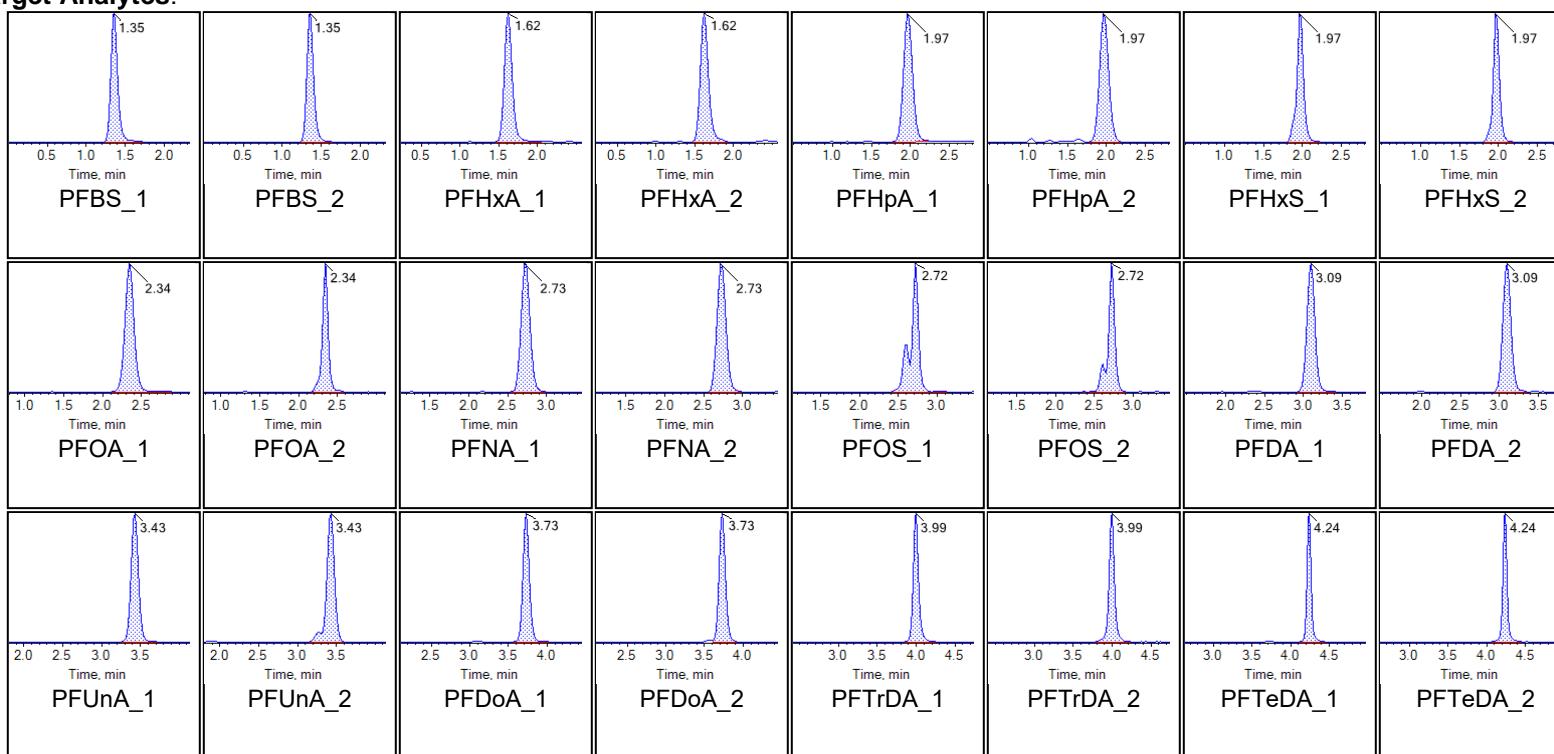 arget Analytes:
1.35 1.35 1.62 1.62 1.97 1.97 1.97 1.97
0.5 1.0 1.5 2.0 0.5 1.0 1.5 2.0 0.5 1.0 1.5 2.0 0.5 1.0 1.5 2.0 1.0 1.5 2.0 2.5 1.0 1.5 2.0 2.5 1.0 1.5 2.0 2.5 1.0 1.5 2.0 2.5
Time, min Time, min Time, min Time, min Time, min Time, min Time, min Time, min
PFBS_1 PFBS_2 PFHxA_1 PFHxA_2 PFHpA_1 PFHpA_2 PFHxS_1 PFHxS_2
2.34 2.34 2.73 2.73 2.72 2.72 3.09 3.09
1.0 1.5 2.0 2.5 1.0 1.5 2.0 2.5 1.5 2.0 2.5 3.0 1.5 2.0 2.5 3.0 1.5 2.0 2.5 3.0 1.5 2.0 2.5 3.0 2.0 2.5 3.0 3.5 2.0 2.5 3.0 3.5
Time, min Time, min Time, min Time, min Time, min Time, min Time, min Time, min
PFOA_1 PFOA_2 PFNA_1 PFNA_2 PFOS_1 PFOS_2 PFDA_1 PFDA_2
3.43 3.43 3.73 3.73 3.99 3.99 4.24 4.24
2.0 2.5 3.0 3.5 2.0 2.5 3.0 3.5 2.5 3.0 3.5 4.0 2.5 3.0 3.5 4.0 3.0 3.5 4.0 4.5 3.0 3.5 4.0 4.5 3.0 3.5 4.0 4.5 3.0 3.5 4.0 4.5
Time, min Time, min Time, min Time, min Time, min Time, min Time, min Time, min
PFUnA_1 PFUnA_2 PFDoA_1 PFDoA_2 PFTrDA_1 PFTrDA_2 PFTeDA_1 PFTeDA_2